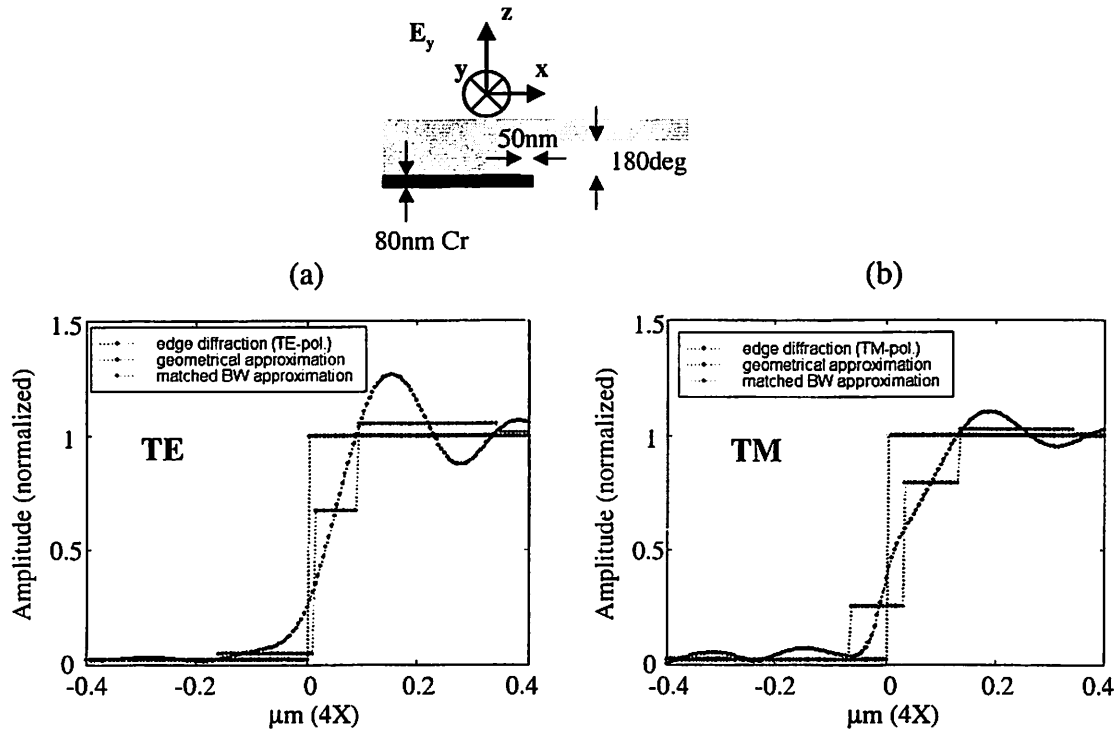 z
E_y
y
x
50nm
180deg
80nm Cr
(a)
(b)
1.5
1
0.5
0
Amplitude (normalized)
edge diffraction (TE-pol.)
geometrical approximation
matched BW approximation
TE
-0.4
-0.2
0
0.2
0.4
μm (4X)
1.5
1
0.5
0
Amplitude (normalized)
edge diffraction (TM-pol.)
geometrical approximation
matched BW approximation
TM
-0.4
-0.2
0
0.2
0.4
μm (4X)